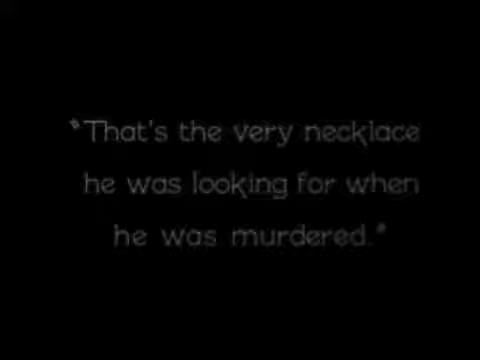 "That's the very necklace
he was looking for when
he was murdered."